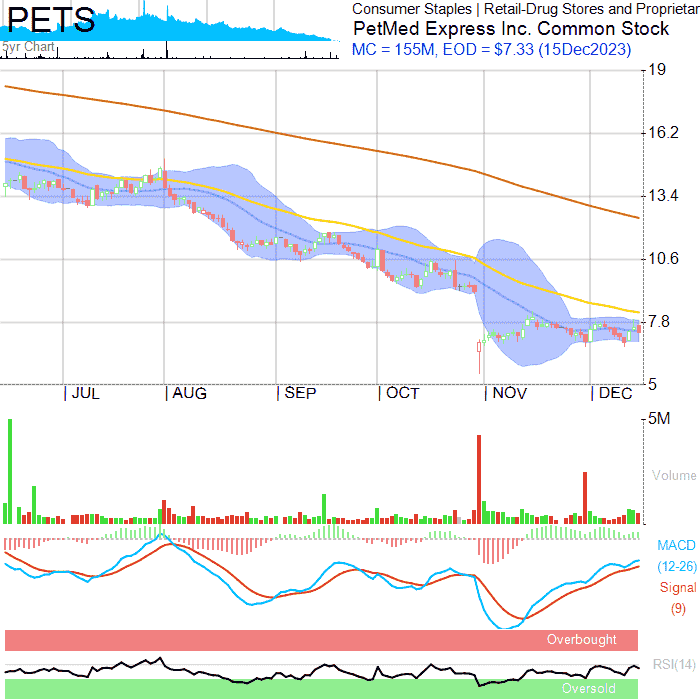 PETS
Consumer Staples | Retail-Drug Stores and Proprietar
PetMed Express Inc. Common Stock
5yr Chart
MC = 155M, EOD = $7.33 (15Dec2023)
19
16.2
13.4
10.6
7.8
5
| JUL | AUG | SEP | OCT | NOV | DEC
5M
Volume
MACD
(12-26)
Signal
(9)
Overbought
RSI(14)
Oversold